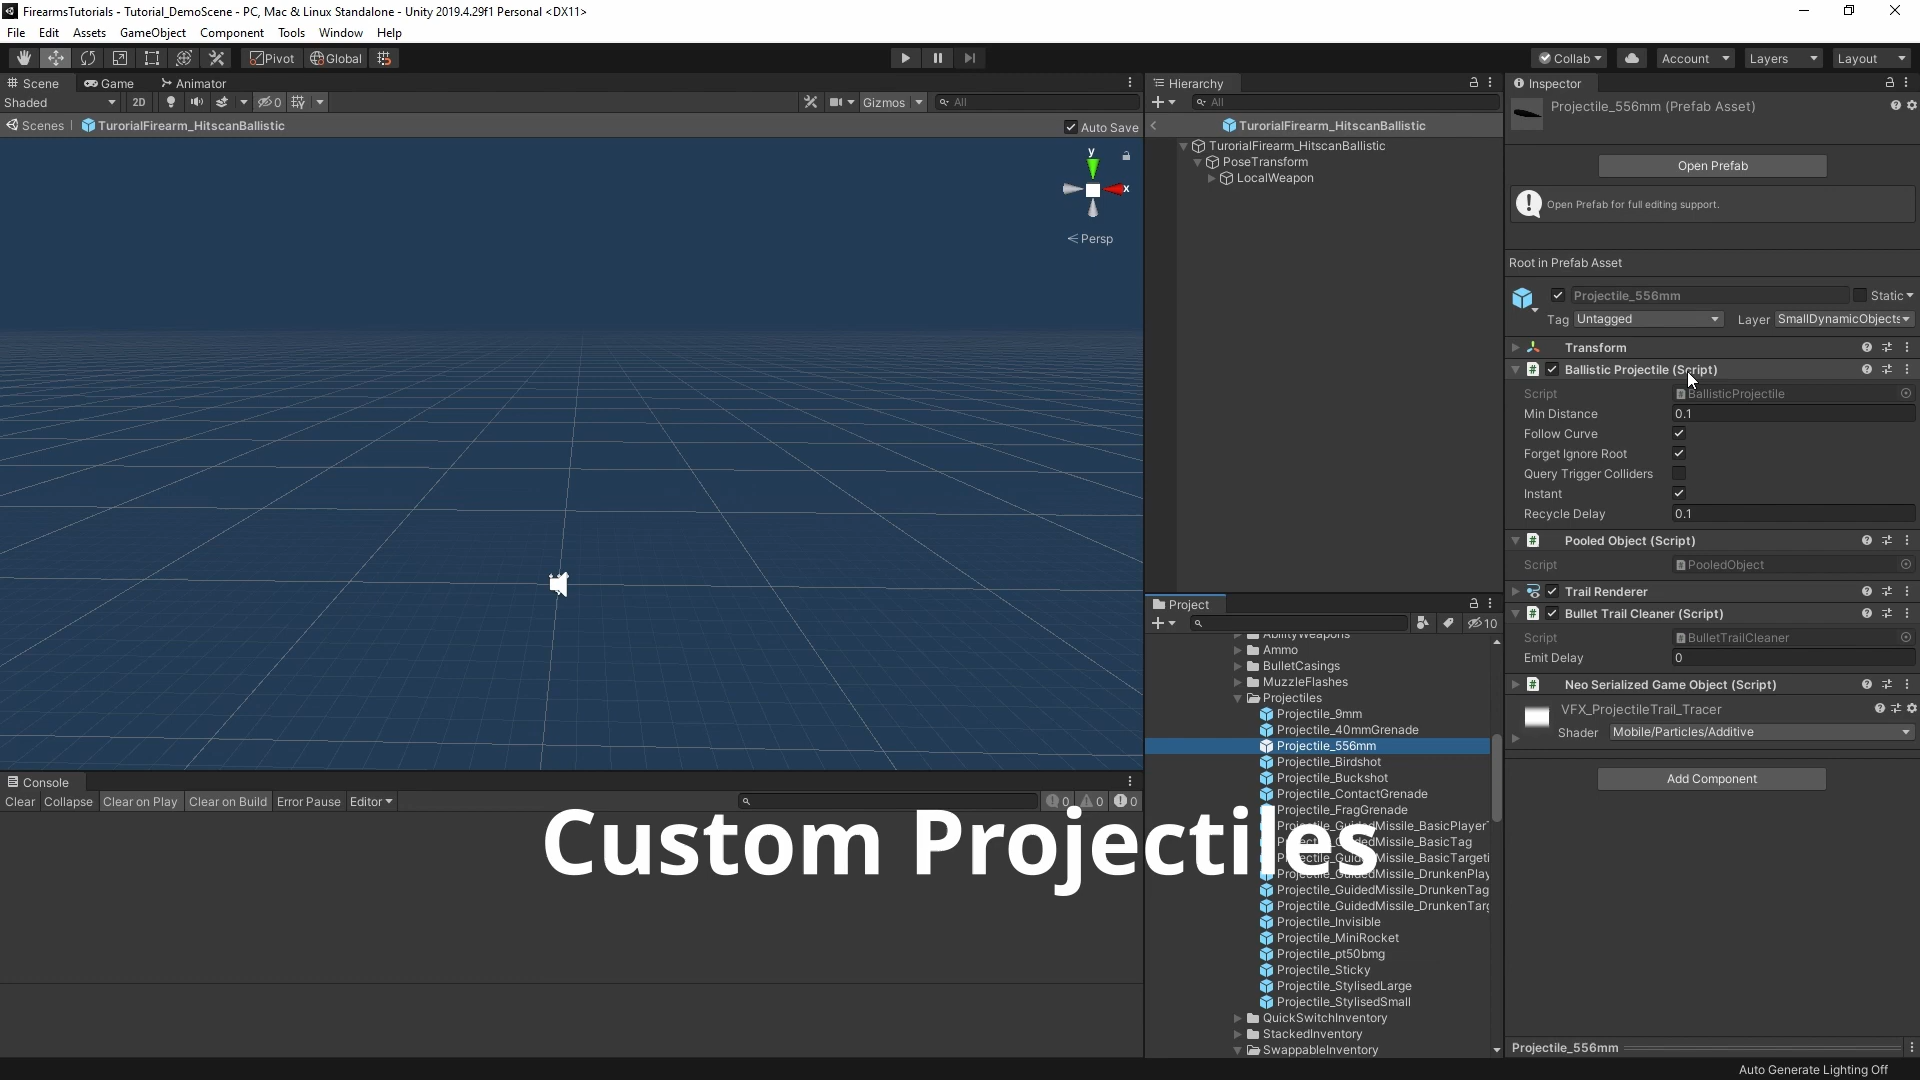 FirearmsTutorials - Tutorial_DemoScene - PC, Mac & Linux Standalone - Unity 2019.4.29f1 Personal <DX11>
File Edit Assets GameObject Component Tools Window Help
Pivot Global Collab Account Layers Layout
Scene Game Animator
Shaded 2D 0 Gizmos All
Scenes TurorialFirearm_HitscanBallistic Auto Save
y
x
Persp
Hierarchy
All
TurorialFirearm_HitscanBallistic
TurorialFirearm_HitscanBallistic
PoseTransform
LocalWeapon
Inspector
Projectile_556mm (Prefab Asset)
Open Prefab
Open Prefab for full editing support.
Root in Prefab Asset
Projectile_556mm Static
Tag Untagged Layer SmallDynamicObjects
Transform
Ballistic Projectile (Script)
Script BallisticProjectile
Min Distance 0.1
Follow Curve
Forget Ignore Root
Query Trigger Colliders
Instant
Recycle Delay 0.1
Pooled Object (Script)
Script PooledObject
Trail Renderer
Bullet Trail Cleaner (Script)
Script BulletTrailCleaner
Emit Delay 0
Neo Serialized Game Object (Script)
VFX_ProjectileTrail_Tracer
Shader Mobile/Particles/Additive
Add Component
Project
10
AbilityWeapons
Ammo
BulletCasings
MuzzleFlashes
Projectiles
Projectile_9mm
Projectile_40mmGrenade
Projectile_556mm
Projectile_Birdshot
Projectile_Buckshot
Projectile_ContactGrenade
Projectile_FragGrenade
Projectile_GuidedMissile_BasicPlayer
Projectile_GuidedMissile_BasicTag
Projectile_GuidedMissile_BasicTargeti
Projectile_GuidedMissile_DrunkenPlay
Projectile_GuidedMissile_DrunkenTag
Projectile_GuidedMissile_DrunkenTarg
Projectile_Invisible
Projectile_MiniRocket
Projectile_pt50bmg
Projectile_Sticky
Projectile_StylisedLarge
Projectile_StylisedSmall
QuickSwitchInventory
StackedInventory
SwappableInventory
Console
Clear Collapse Clear on Play Clear on Build Error Pause Editor 0 0 0
Custom Projectiles
Projectile_556mm
Auto Generate Lighting Off